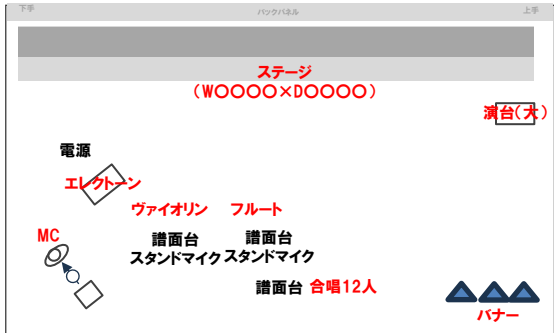 下手
バックパネル
上手
ステージ
（W〇〇〇〇×D〇〇〇〇）
演台（大）
電源
エレクトーン
ヴァイオリン
フルート
MC
譜面台
スタンドマイク
譜面台
スタンドマイク
譜面台
合唱12人
バナー